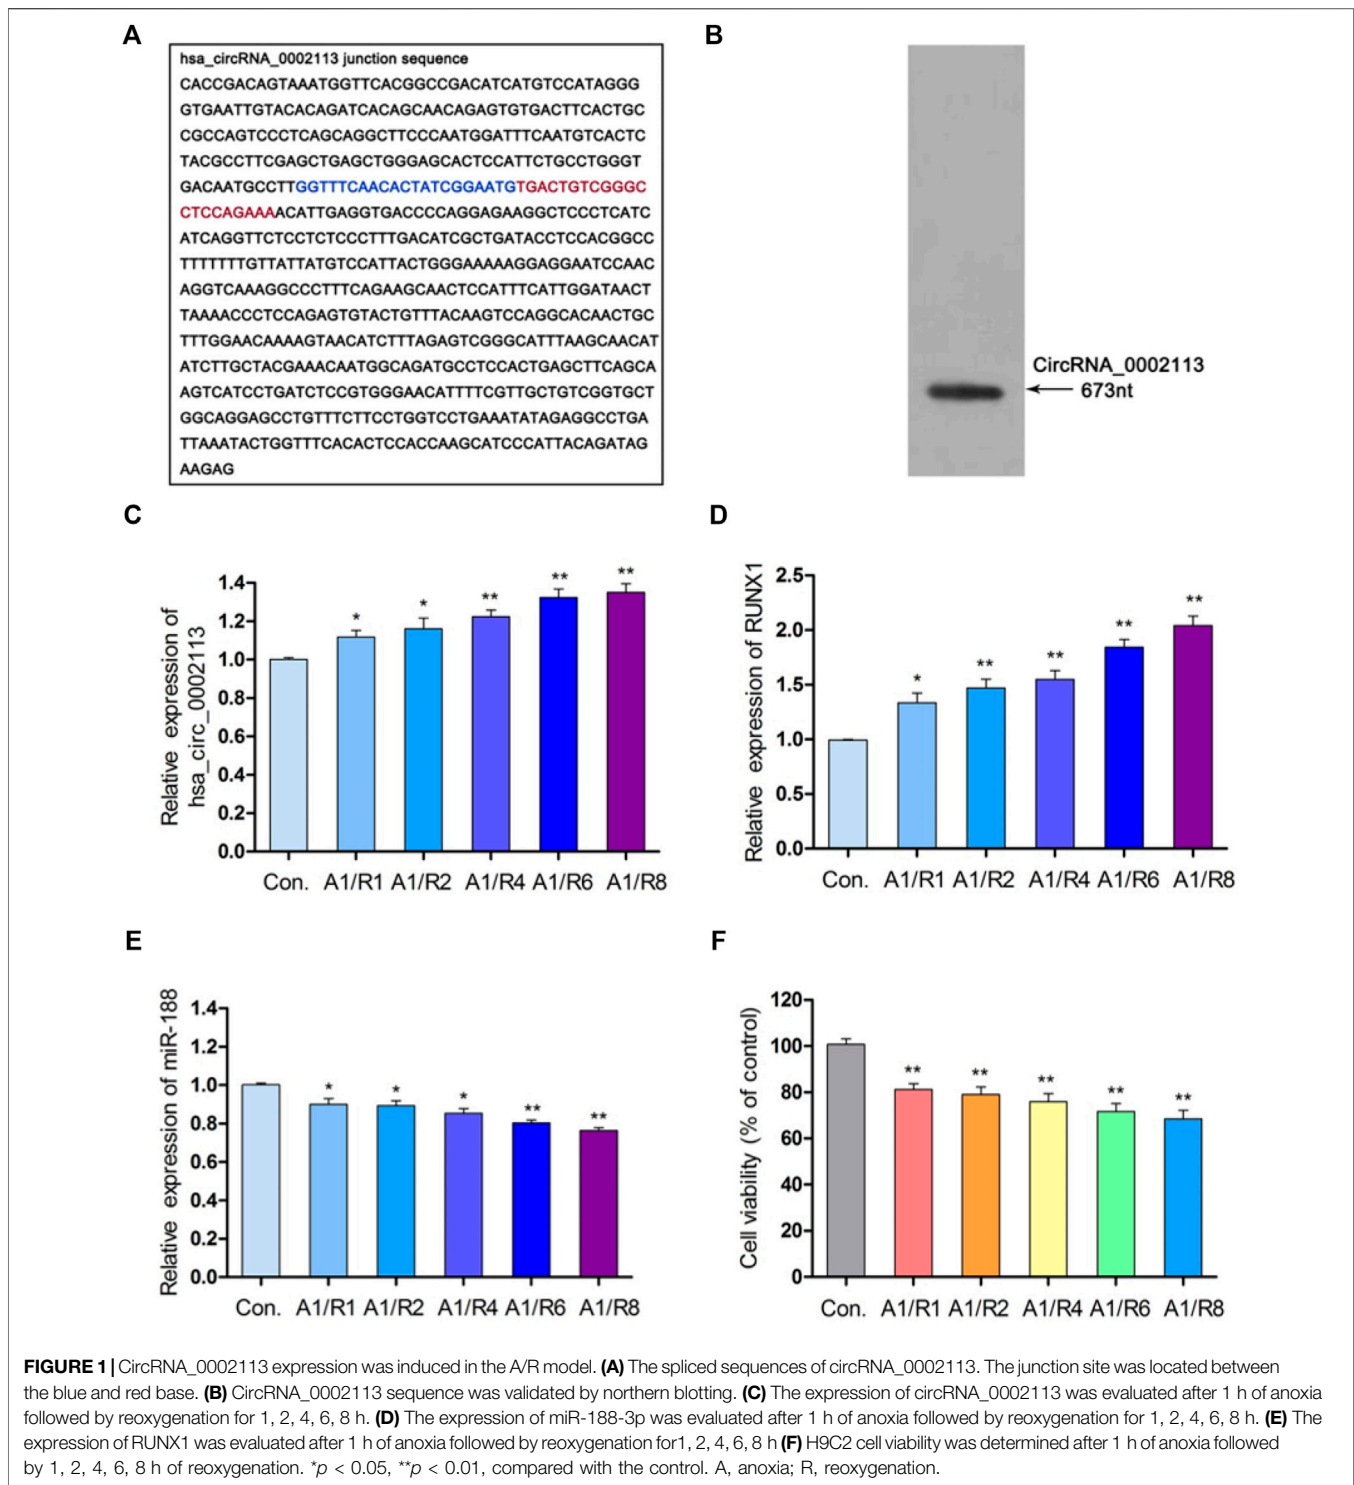 A
hsa_circRNA_0002113 junction sequence
CACCGACAGTAAATGGTTCACGGCCGACATCATGTCCATAGGG
GTGAATTGTACACAGATCACAGCAACAGAGTGTGACTTCACTGC
CGCCAGTCCCTCAGCAGGCTTCCCAATGGATTTCAATGTCACTC
TACGCCTTCGAGCTGAGCTGGGAGCACTCCATTCTGCCTGGGT
GACAATGCCTTGGTTTCAACACTATCGGAATGTGACTGTCGGGC
CTCCAGAAAACATTGAGGTGACCCCAGGAGAAGGCTCCCTCATC
ATCAGGTTCTCCTCTCCCTTTGACATCGCTGATACCTCCACGGCC
TTTTTTTGTTATTATGTCCATTACTGGGAAAAAGGAGGAATCCAAC
AGGTCAAAGGCCCTTTCAGAAGCAACTCCATTTCATTGGATAACT
TAAAACCCTCCAGAGTGTACTGTTTACAAGTCCAGGCACAACTGC
TTTGGAACAAAAGTAACATCTTTAGAGTCGGGCATTTAAGCAACAT
ATCTTGCTACGAAACAATGGCAGATGCCTCCACTGAGCTTCAGCA
AGTCATCCTGATCTCCGTGGGAACATTTTCGTTGCTGTCGGTGCT
GGCAGGAGCCTGTTTCTTCCTGGTCCTGAAATATAGAGGCCTGA
TTAAATACTGGTTTCACACTCCACCAAGCATCCCATTACAGATAG
AAGAG
B
CircRNA_0002113
673nt
C
Relative expression of
hsa_circ_0002113
1.4
1.2
1.0
0.8
0.6
0.4
0.2
0.0
* * ** ** **
Con. A1/R1 A1/R2 A1/R4 A1/R6 A1/R8
D
Relative expression of RUNX1
2.5
2.0
1.5
1.0
0.5
0.0
* ** ** ** **
Con. A1/R1 A1/R2 A1/R4 A1/R6 A1/R8
E
Relative expression of miR-188
1.4
1.2
1.0
0.8
0.6
0.4
0.2
0.0
* * * ** **
Con. A1/R1 A1/R2 A1/R4 A1/R6 A1/R8
F
Cell viability (% of control)
120
100
80
60
40
20
0
** ** ** ** **
Con. A1/R1 A1/R2 A1/R4 A1/R6 A1/R8
FIGURE 1 | CircRNA_0002113 expression was induced in the A/R model. (A) The spliced sequences of circRNA_0002113. The junction site was located between
the blue and red base. (B) CircRNA_0002113 sequence was validated by northern blotting. (C) The expression of circRNA_0002113 was evaluated after 1 h of anoxia
followed by reoxygenation for 1, 2, 4, 6, 8 h. (D) The expression of miR-188-3p was evaluated after 1 h of anoxia followed by reoxygenation for 1, 2, 4, 6, 8 h. (E) The
expression of RUNX1 was evaluated after 1 h of anoxia followed by reoxygenation for1, 2, 4, 6, 8 h (F) H9C2 cell viability was determined after 1 h of anoxia followed
by 1, 2, 4, 6, 8 h of reoxygenation. *p < 0.05, **p < 0.01, compared with the control. A, anoxia; R, reoxygenation.